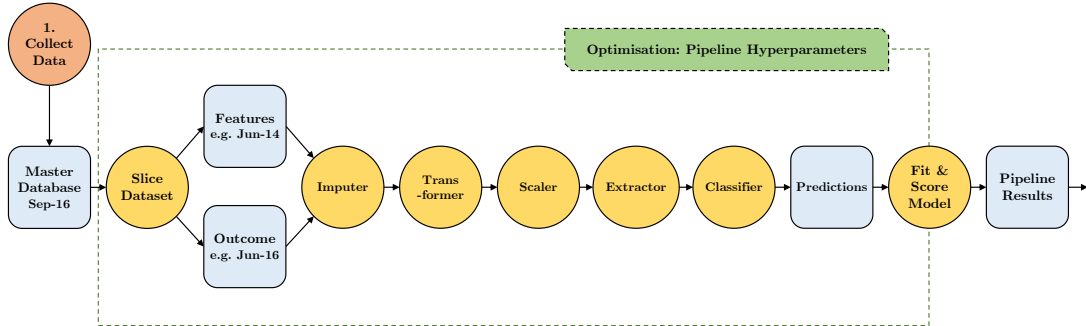 1.
Collect
Data
Optimisation: Pipeline Hyperparameters
Features
e.g. Jun-14
Master
Database
Sep-16
Slice
Dataset
Imputer
Trans
-former
Scaler
Extractor
Classifier
Predictions
Fit &
Score
Model
Pipeline
Results
Outcome
e.g. Jun-16